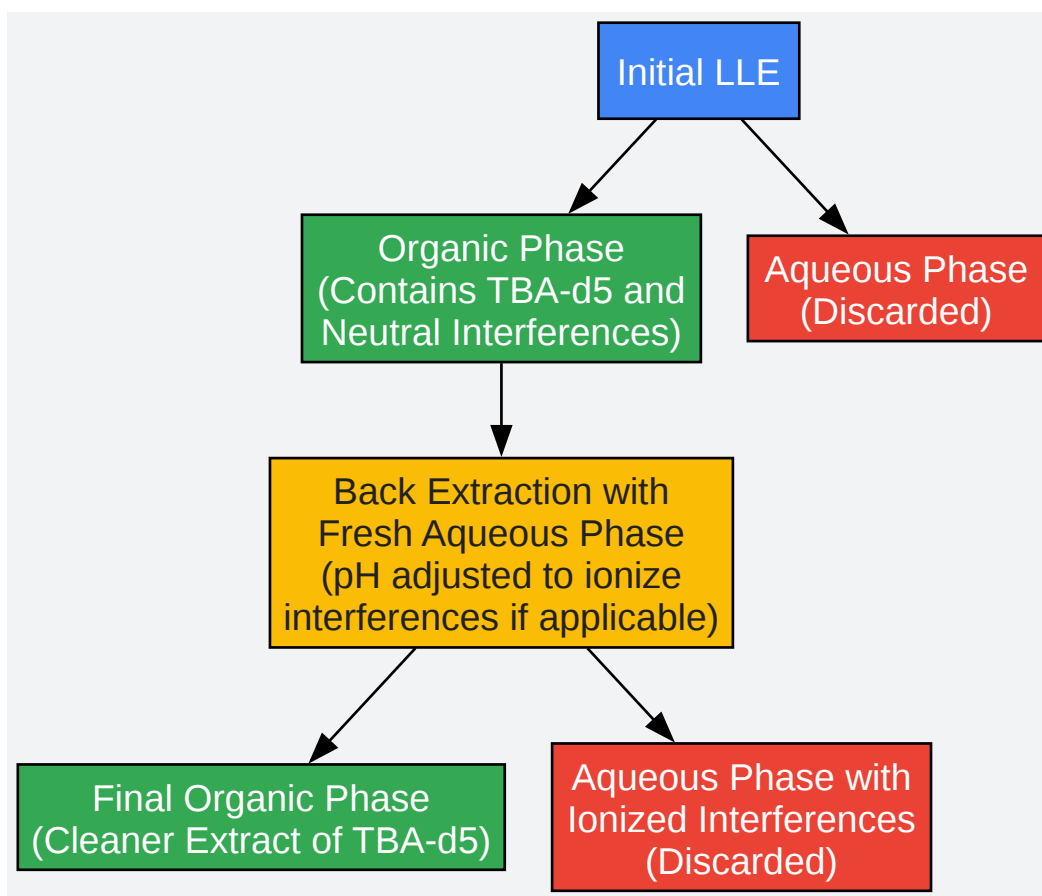 Initial LLE
Organic Phase
(Contains TBA-d5 and
Neutral Interferences)
Aqueous Phase
(Discarded)
Back Extraction with
Fresh Aqueous Phase
(pH adjusted to ionize
interferences if applicable)
Final Organic Phase
(Cleaner Extract of TBA-d5)
Aqueous Phase with
Ionized Interferences
(Discarded)